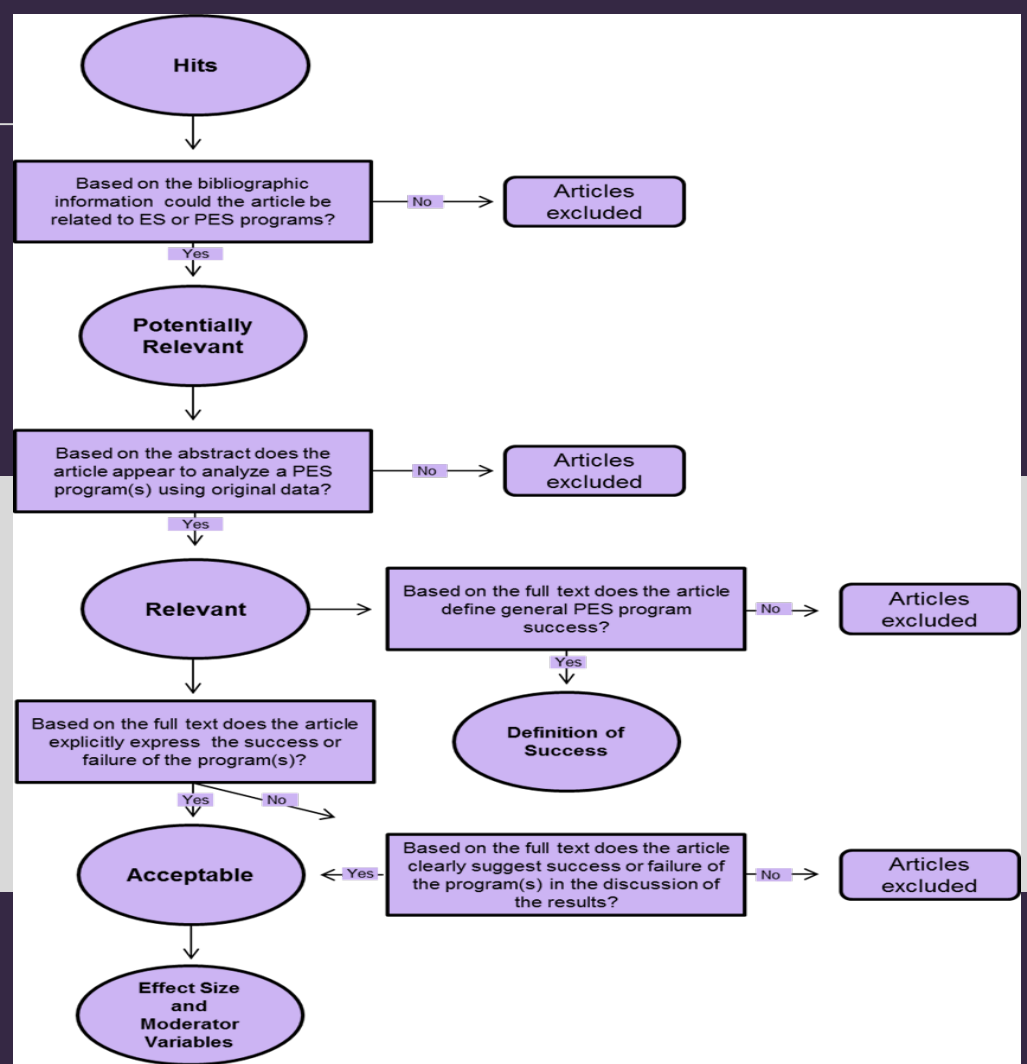 Hits
Based on the bibliographic
information could the article be
related to ES or PES programs?
No
Articles
excluded
Yes
Potentially
Relevant
Based on the abstract does the
article appear to analyze a PES
program(s) using original data?
No
Articles
excluded
Yes
Relevant
Based on the full text does the article
define general PES program
success?
No
Articles
excluded
Yes
Definition of
Success
Based on the full text does the article
explicitly express the success or
failure of the program(s)?
Yes
No
Acceptable
Yes
Based on the full text does the article
clearly suggest success or failure of
the program(s) in the discussion of
the results?
No
Articles
excluded
Effect Size
and
Moderator
Variables